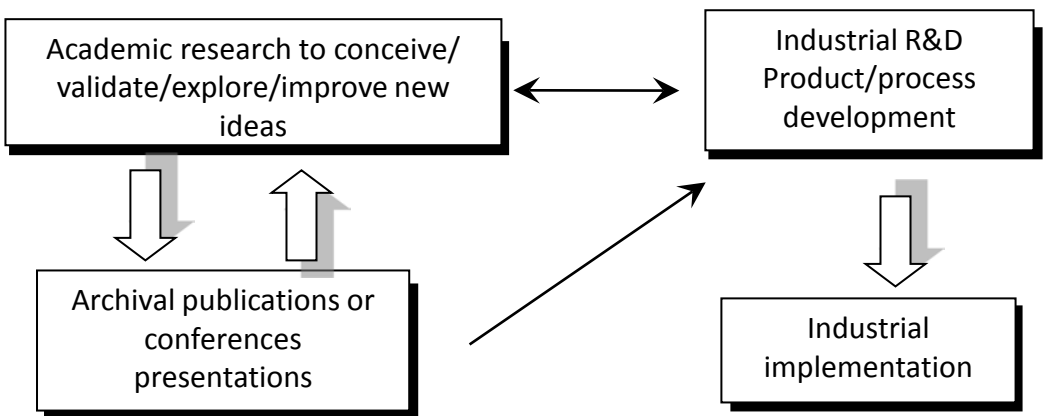 Academic research to conceive/
validate/explore/improve new
ideas
Industrial R&D
Product/process
development
Archival publications or
conferences
presentations
Industrial
implementation